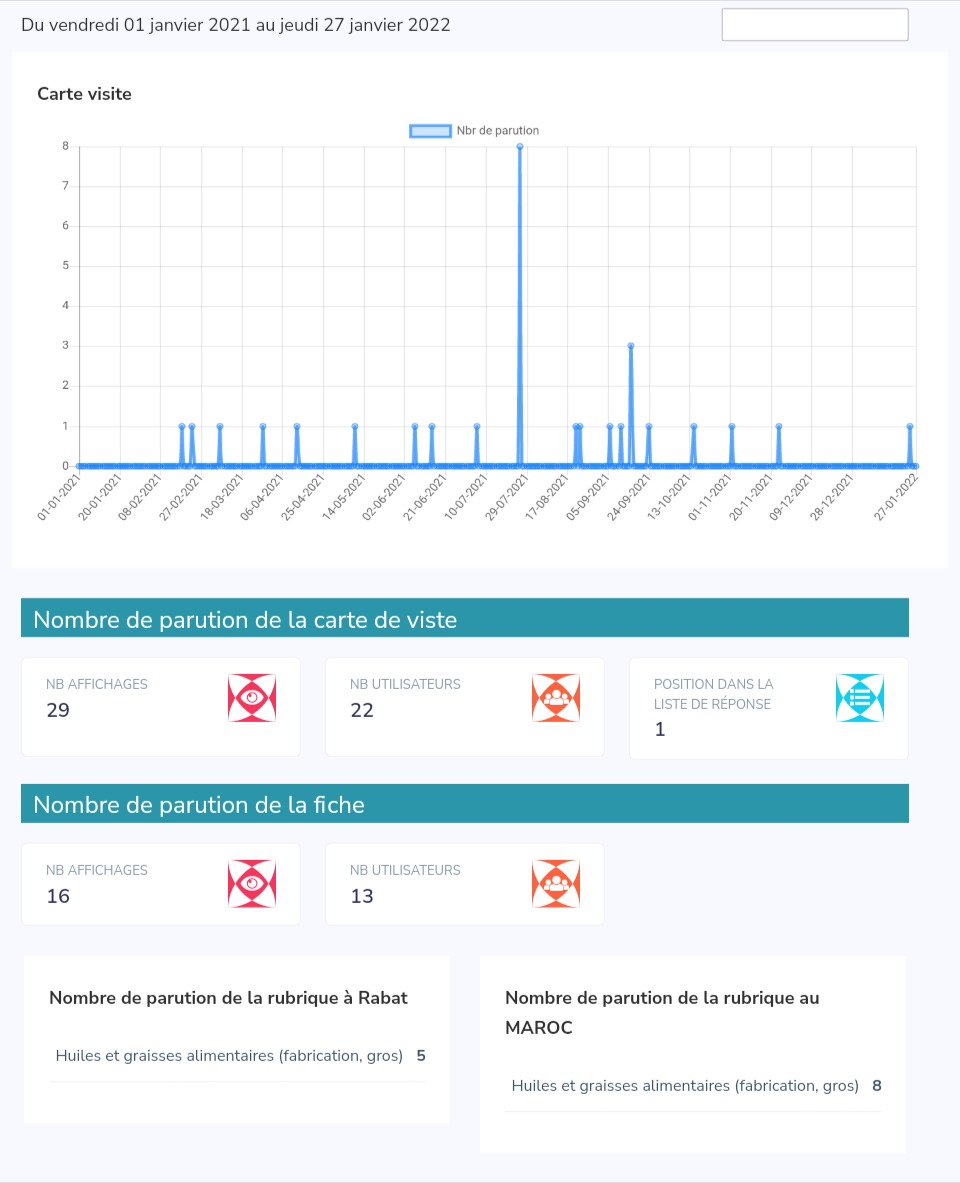 Du vendredi 01 janvier 2021 au jeudi 27 janvier 2022
Carte visite
Nbr de parution
8
7
6
5
4
3
2
1
0
01-01-2021
20-01-2021
08-02-2021
27-02-2021
18-03-2021
06-04-2021
25-04-2021
14-05-2021
02-06-2021
21-06-2021
10-07-2021
29-07-2021
17-08-2021
05-09-2021
24-09-2021
13-10-2021
01-11-2021
20-11-2021
09-12-2021
28-12-2021
27-01-2022
Nombre de parution de la carte de viste
NB AFFICHAGES
29
NB UTILISATEURS
22
POSITION DANS LA
LISTE DE RÉPONSE
1
Nombre de parution de la fiche
NB AFFICHAGES
16
NB UTILISATEURS
13
Nombre de parution de la rubrique à Rabat
Huiles et graisses alimentaires (fabrication, gros) 5
Nombre de parution de la rubrique au
MAROC
Huiles et graisses alimentaires (fabrication, gros) 8